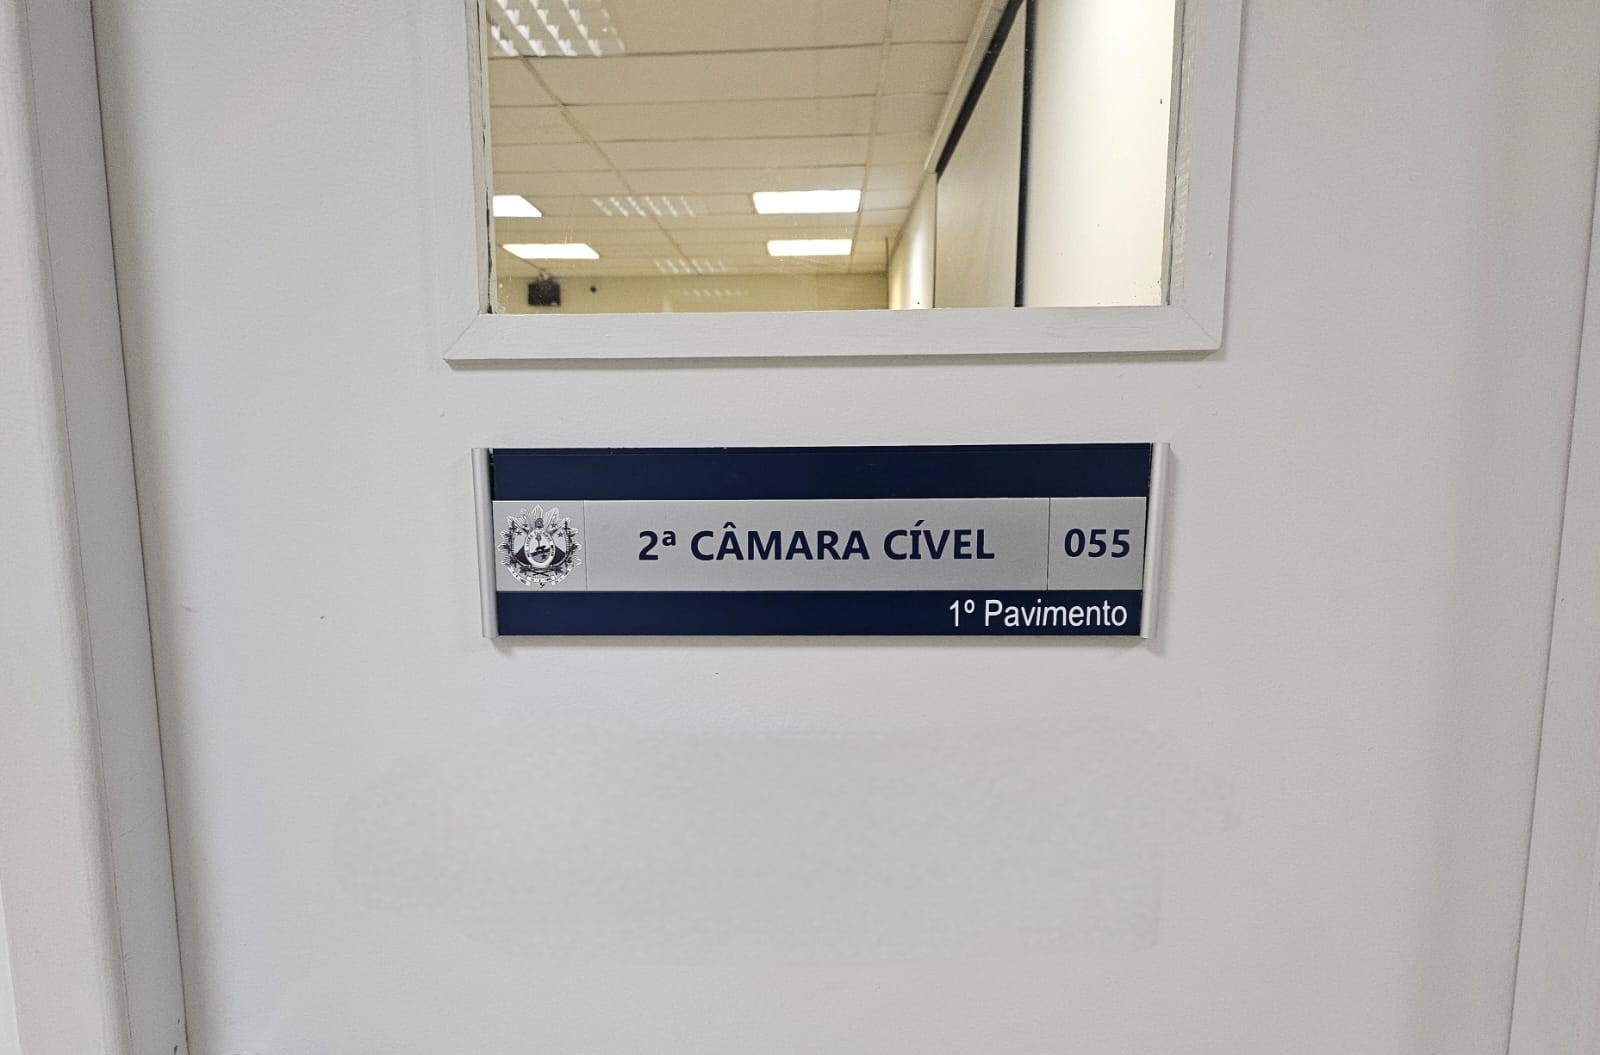 2ª CÂMARA CÍVEL 055
1º Pavimento